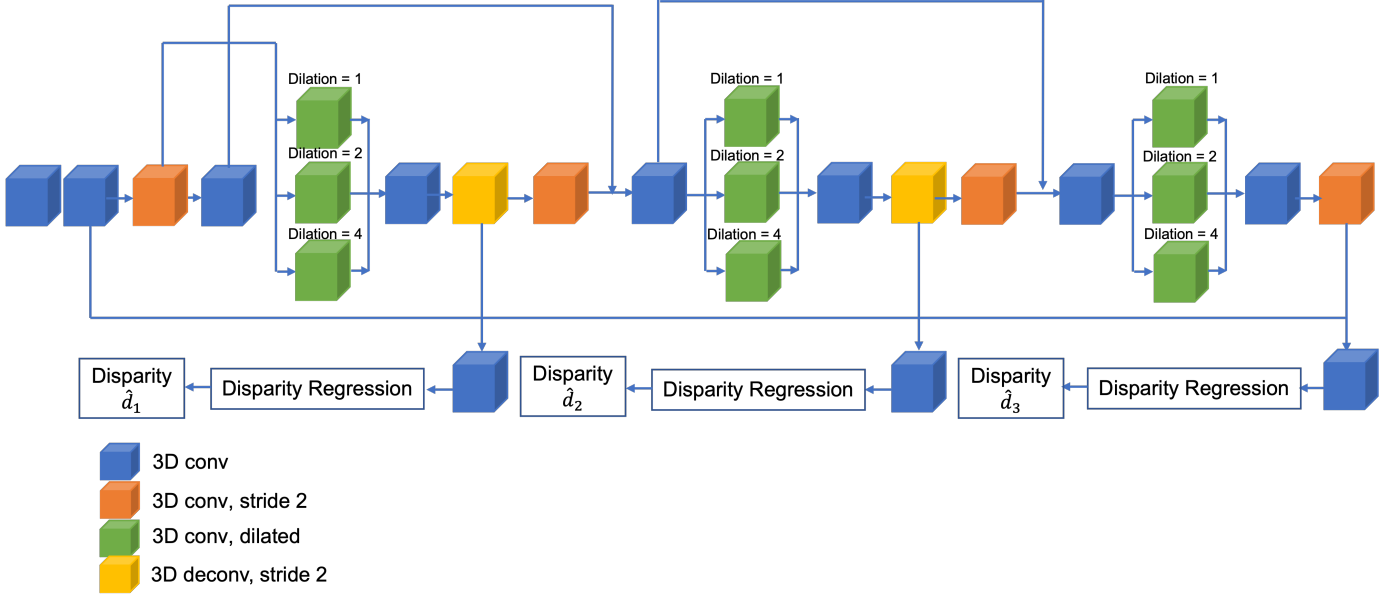 Dilation = 1
Dilation = 1
Dilation = 1
Dilation = 2
Dilation = 2
Dilation = 2
Dilation = 4
Dilation = 4
Dilation = 4
Disparity
d̂₁
Disparity Regression
Disparity
d̂₂
Disparity Regression
Disparity
d̂₃
Disparity Regression
3D conv
3D conv, stride 2
3D conv, dilated
3D deconv, stride 2